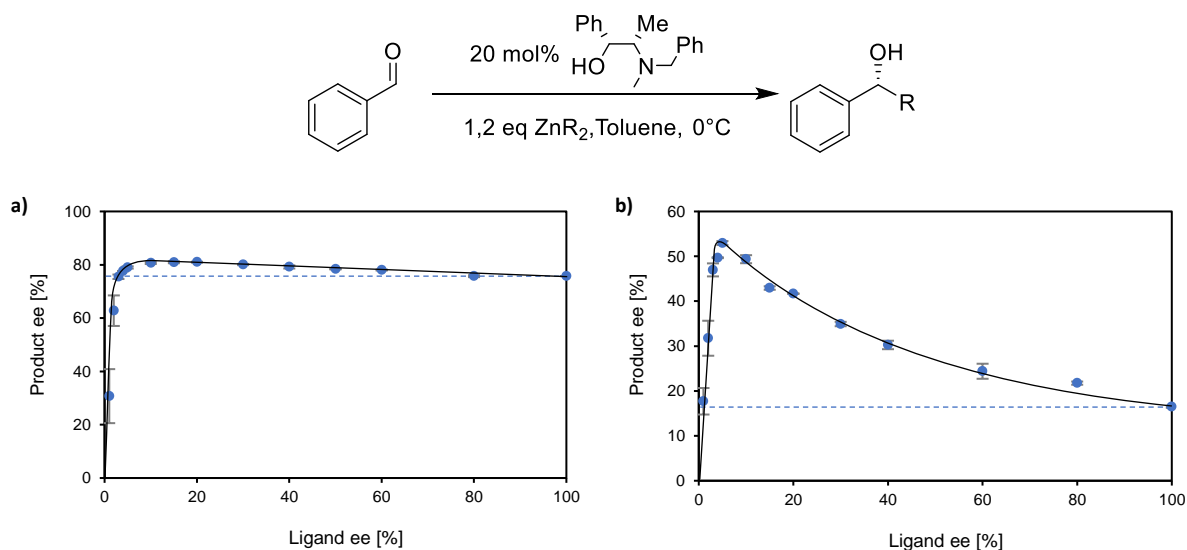 O
20 mol%
Ph
Me
HO
N
Ph
1,2 eq ZnR2,Toluene, 0°C
OH
R
a)
100
80
60
40
20
0
Product ee [%]
0 20 40 60 80 100
Ligand ee [%]
b)
60
50
40
30
20
10
0
Product ee [%]
0 20 40 60 80 100
Ligand ee [%]